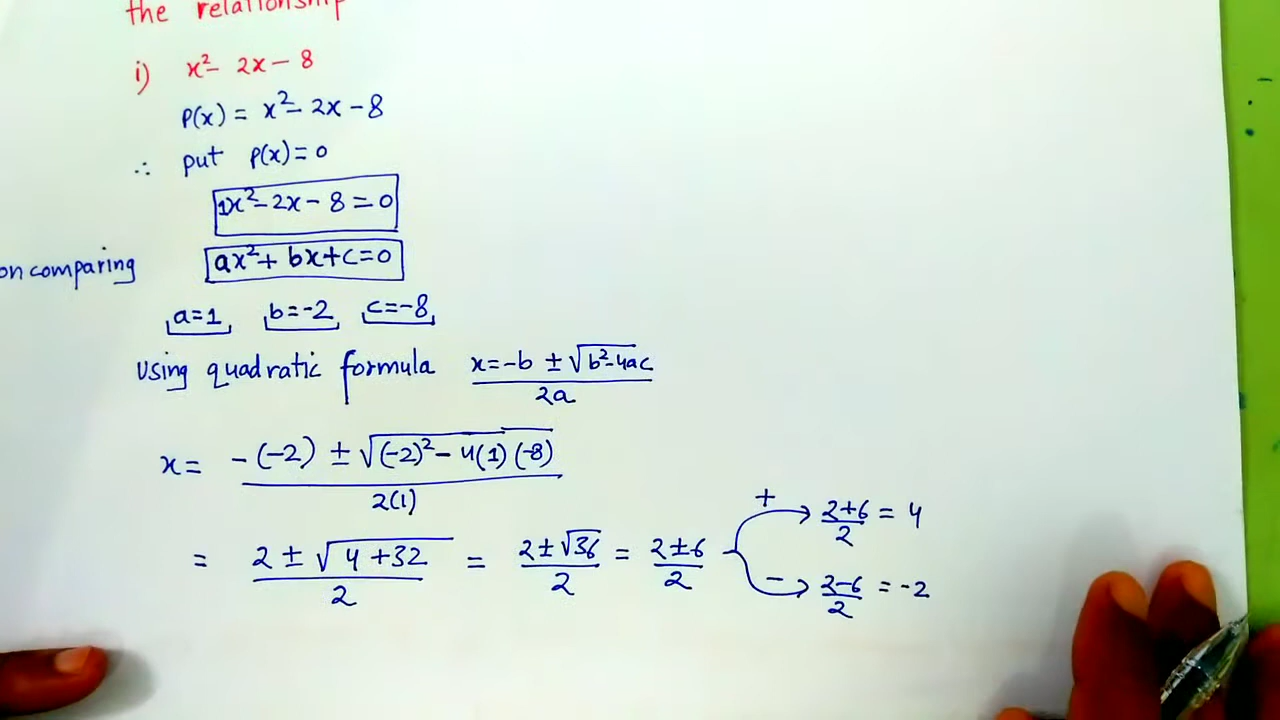 the relationship
i) x² - 2x - 8
P(x) = x² - 2x - 8
∴ put P(x) = 0
1x² - 2x - 8 = 0
on comparing ax² + bx + c = 0
a=1 b=-2 c=-8
Using quadratic formula x = -b ± √(b²-4ac) / 2a
x = -(-2) ± √((-2)² - 4(1)(-8)) / 2(1)
= 2 ± √(4+32) / 2 = 2 ± √36 / 2 = 2 ± 6 / 2
+ → 2+6 / 2 = 4
- → 2-6 / 2 = -2